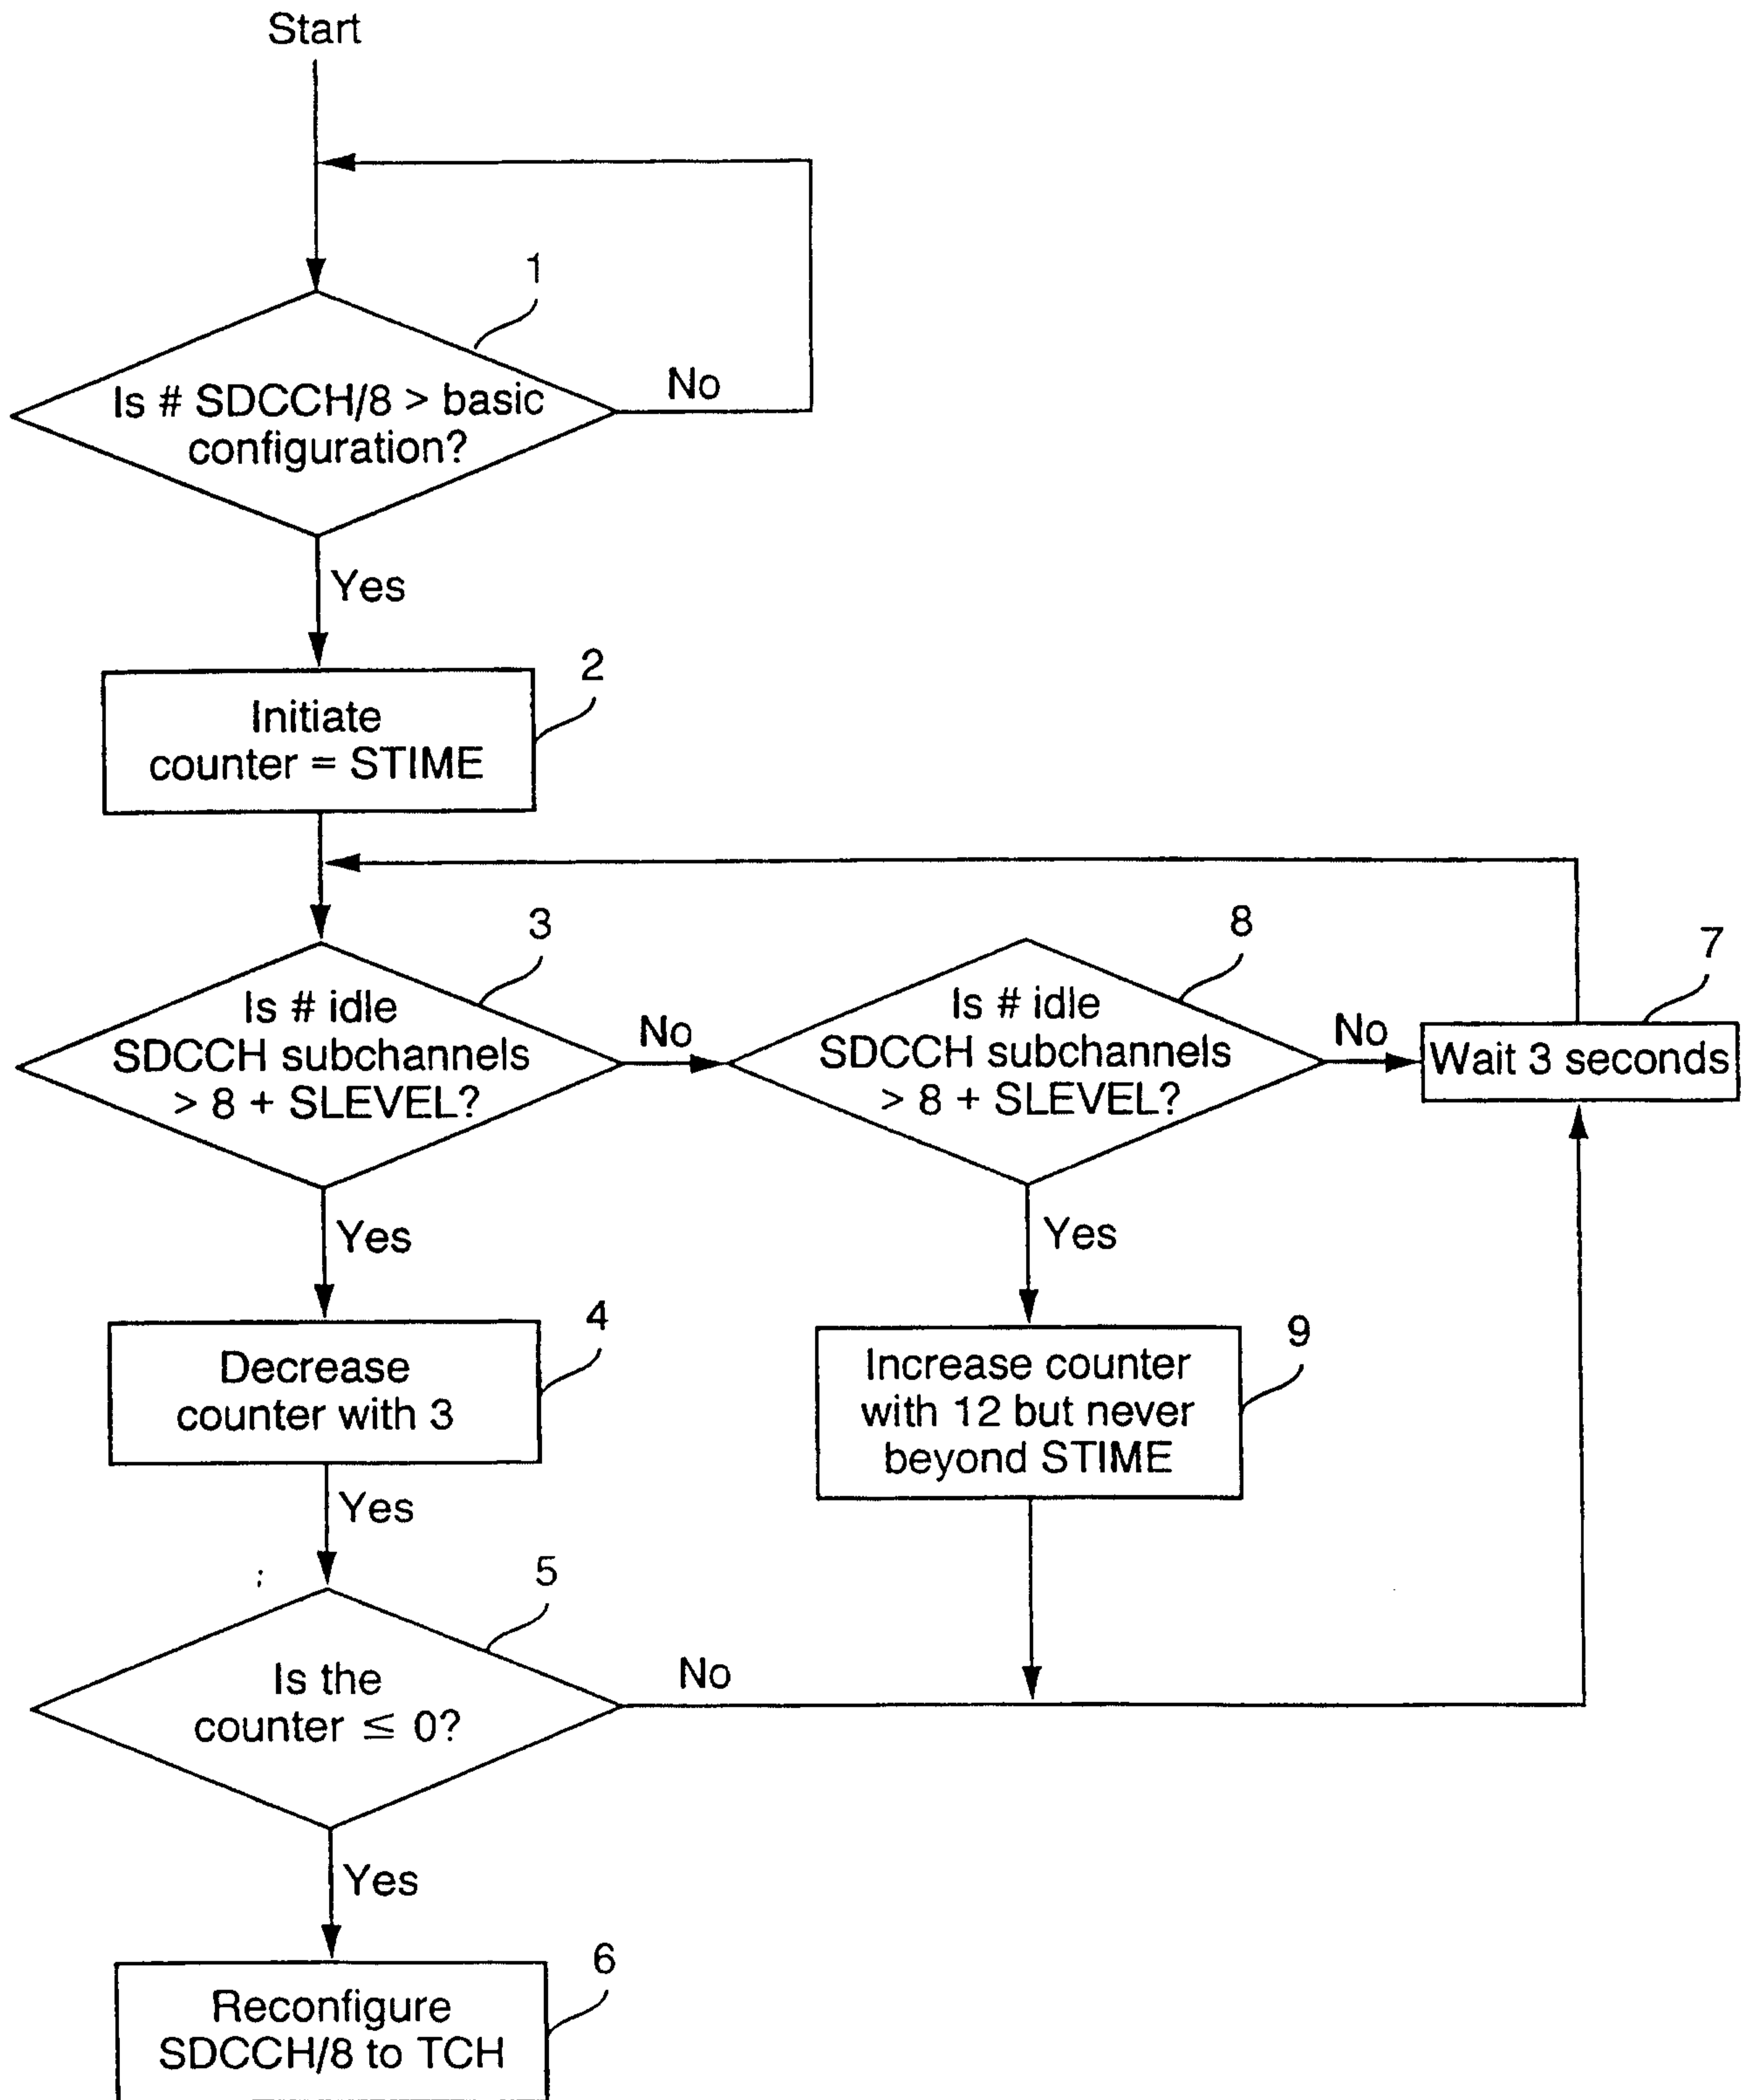 Start
1
Is # SDCCH/8 > basic
configuration?
No
Yes
2
Initiate
counter = STIME
3
Is # idle
SDCCH subchannels
> 8 + SLEVEL?
No
8
Is # idle
SDCCH subchannels
> 8 + SLEVEL?
No
7
Wait 3 seconds
Yes
Yes
4
Decrease
counter with 3
9
Increase counter
with 12 but never
beyond STIME
Yes
5
Is the
counter ≦ 0?
No
Yes
6
Reconfigure
SDCCH/8 to TCH